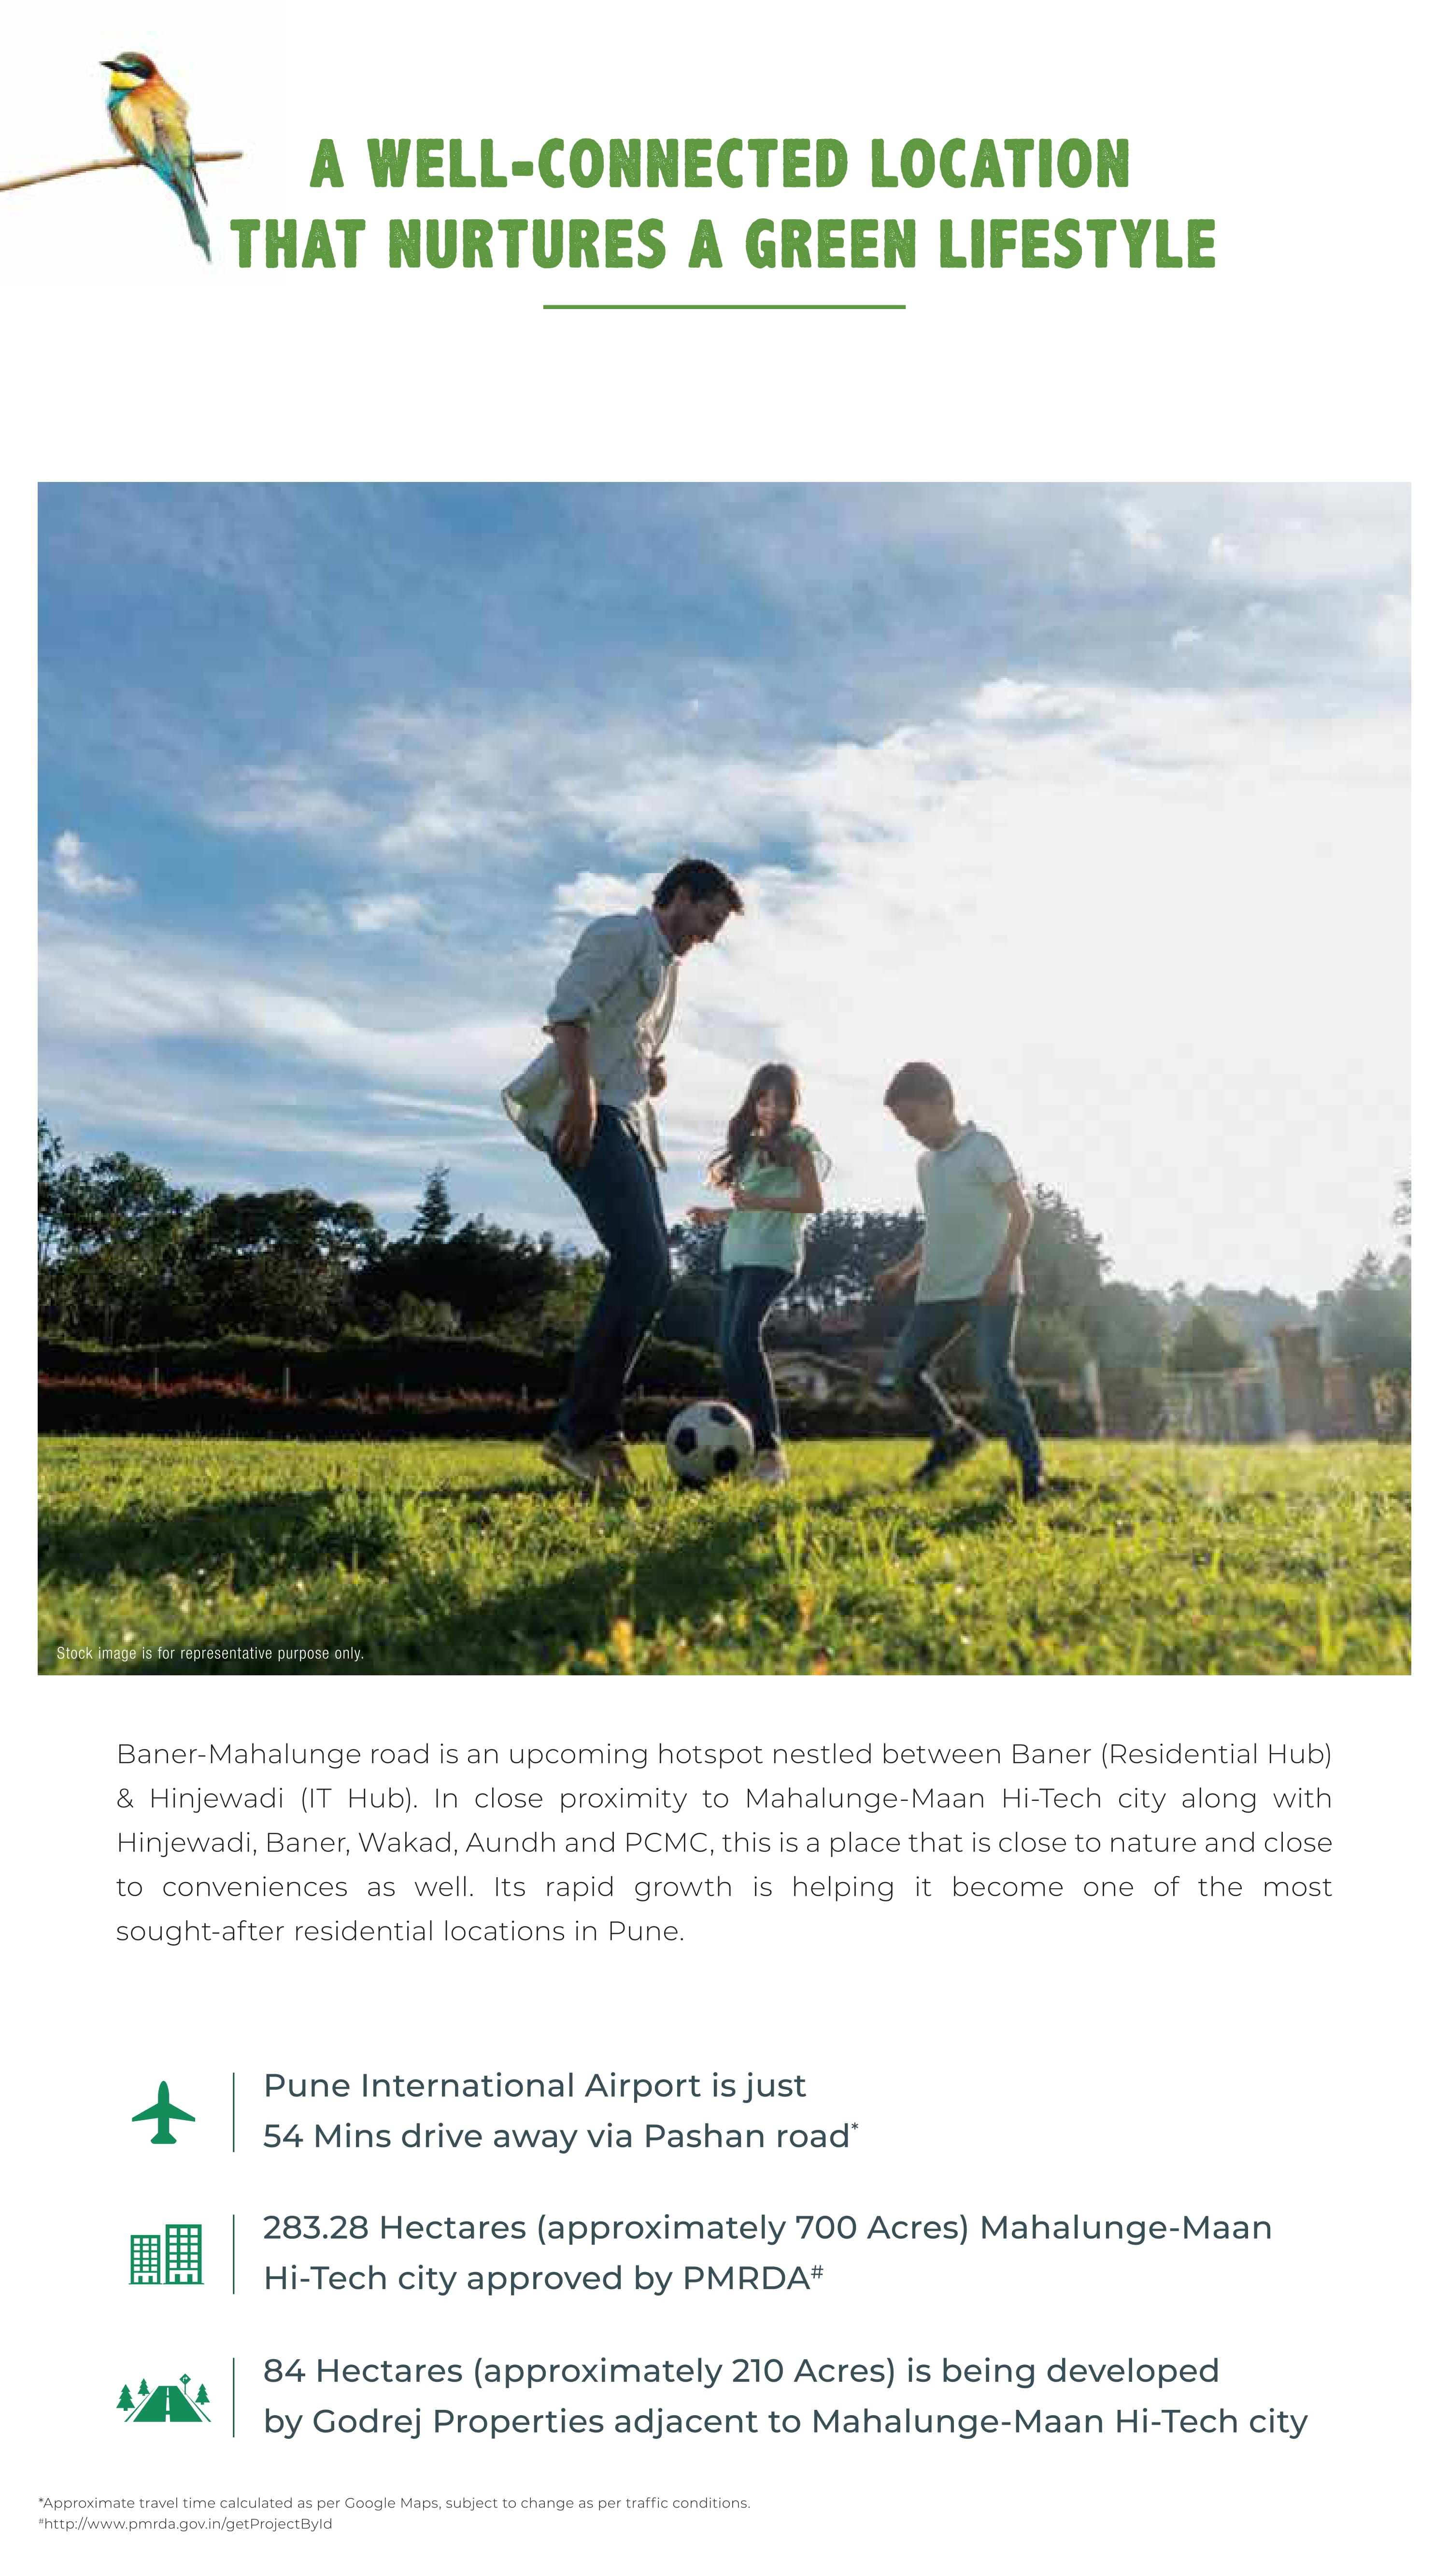 A WELL-CONNECTED LOCATION
THAT NURTURES A GREEN LIFESTYLE
Stock image is for representative purpose only.
Baner-Mahalunge road is an upcoming hotspot nestled between Baner (Residential Hub)
& Hinjewadi (IT Hub). In close proximity to Mahalunge-Maan Hi-Tech city along with
Hinjewadi, Baner, Wakad, Aundh and PCMC, this is a place that is close to nature and close
to conveniences as well. Its rapid growth is helping it become one of the most
sought-after residential locations in Pune.
Pune International Airport is just
54 Mins drive away via Pashan road*
283.28 Hectares (approximately 700 Acres) Mahalunge-Maan
Hi-Tech city approved by PMRDA#
84 Hectares (approximately 210 Acres) is being developed
by Godrej Properties adjacent to Mahalunge-Maan Hi-Tech city
*Approximate travel time calculated as per Google Maps, subject to change as per traffic conditions.
#http://www.pmrda.gov.in/getProjectById